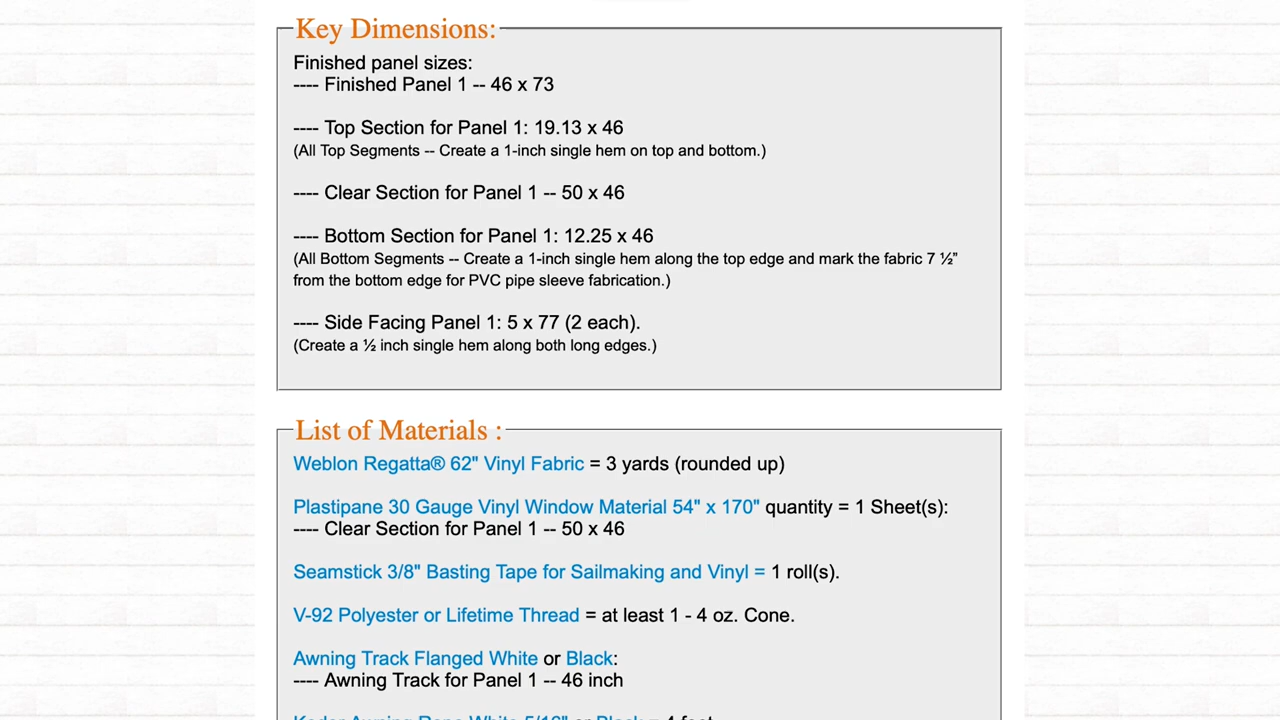 Key Dimensions:
Finished panel sizes:
---- Finished Panel 1 -- 46 x 73
---- Top Section for Panel 1: 19.13 x 46
(All Top Segments -- Create a 1-inch single hem on top and bottom.)
---- Clear Section for Panel 1 -- 50 x 46
---- Bottom Section for Panel 1: 12.25 x 46
(All Bottom Segments -- Create a 1-inch single hem along the top edge and mark the fabric 7 ½”
from the bottom edge for PVC pipe sleeve fabrication.)
---- Side Facing Panel 1: 5 x 77 (2 each).
(Create a ½ inch single hem along both long edges.)
List of Materials :
Weblon Regatta® 62" Vinyl Fabric = 3 yards (rounded up)
Plastipane 30 Gauge Vinyl Window Material 54" x 170" quantity = 1 Sheet(s):
---- Clear Section for Panel 1 -- 50 x 46
Seamstick 3/8" Basting Tape for Sailmaking and Vinyl = 1 roll(s).
V-92 Polyester or Lifetime Thread = at least 1 - 4 oz. Cone.
Awning Track Flanged White or Black:
---- Awning Track for Panel 1 -- 46 inch